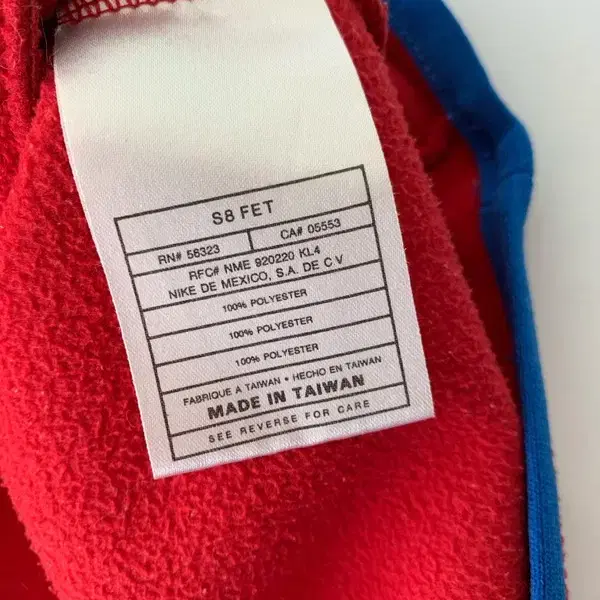 S8 FET
RN# 56323 CA# 05553
RFC# NME 920220 KL4
NIKE DE MEXICO, S.A. DE C V
100% POLYESTER
100% POLYESTER
100% POLYESTER
FABRIQUE A TAIWAN • HECHO EN TAIWAN
MADE IN TAIWAN
SEE REVERSE FOR CARE